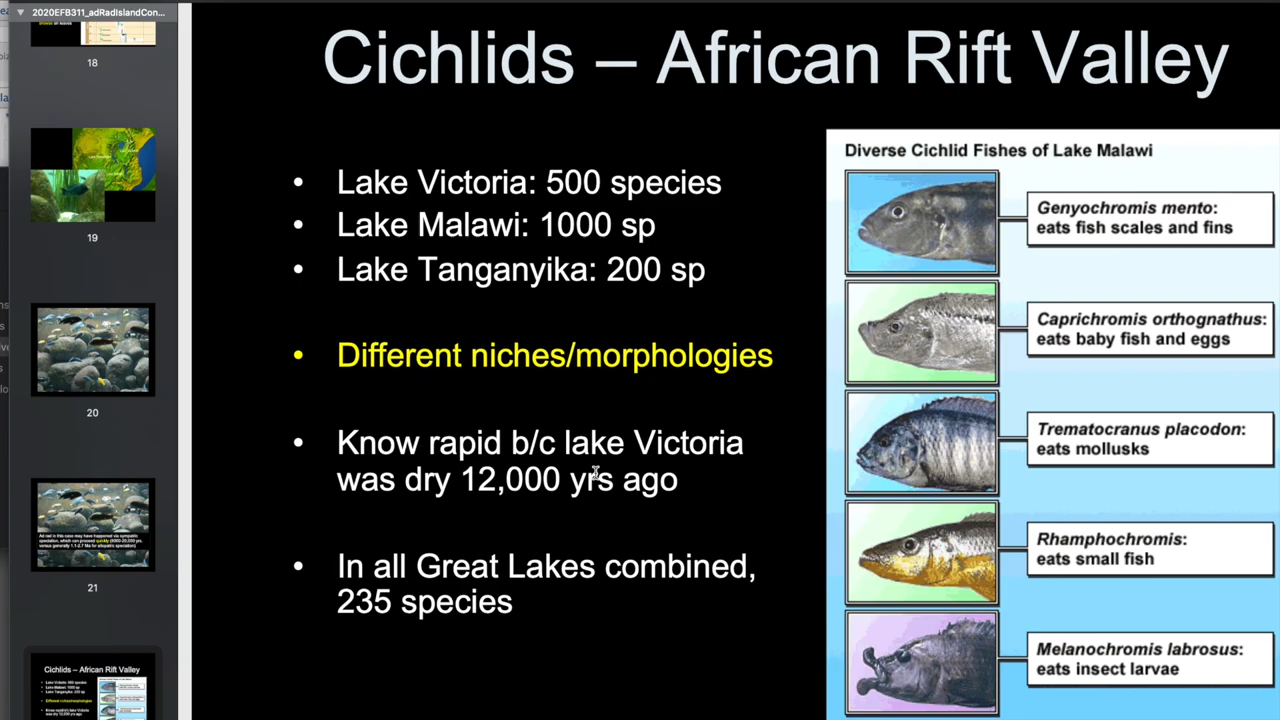 2020EFB311_adRadIslandCon...
18
19
20
21
Cichlids – African Rift Valley
Cichlids – African Rift Valley
• Lake Victoria: 500 species
• Lake Malawi: 1000 sp
• Lake Tanganyika: 200 sp
• Different niches/morphologies
• Know rapid b/c lake Victoria
was dry 12,000 yrs ago
• In all Great Lakes combined,
235 species
Diverse Cichlid Fishes of Lake Malawi
Genyochromis mento:
eats fish scales and fins
Caprichromis orthognathus:
eats baby fish and eggs
Trematocranus placodon:
eats mollusks
Rhamphochromis:
eats small fish
Melanochromis labrosus:
eats insect larvae